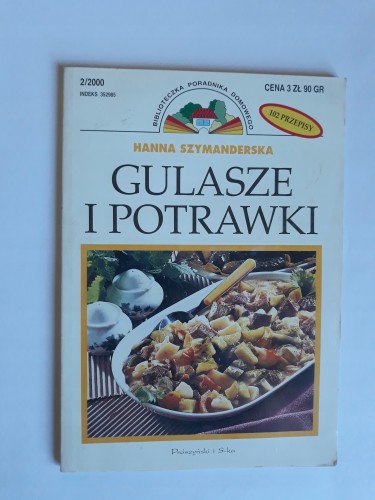 2/2000
INDEKS 352985
BIBLIOTECZKA PORADNIKA DOMOWEGO
CENA 3 ZŁ 90 GR
102 PRZEPISY
HANNA SZYMANDERSKA
GULASZE
I POTRAWKI
Prószyński i S-ka